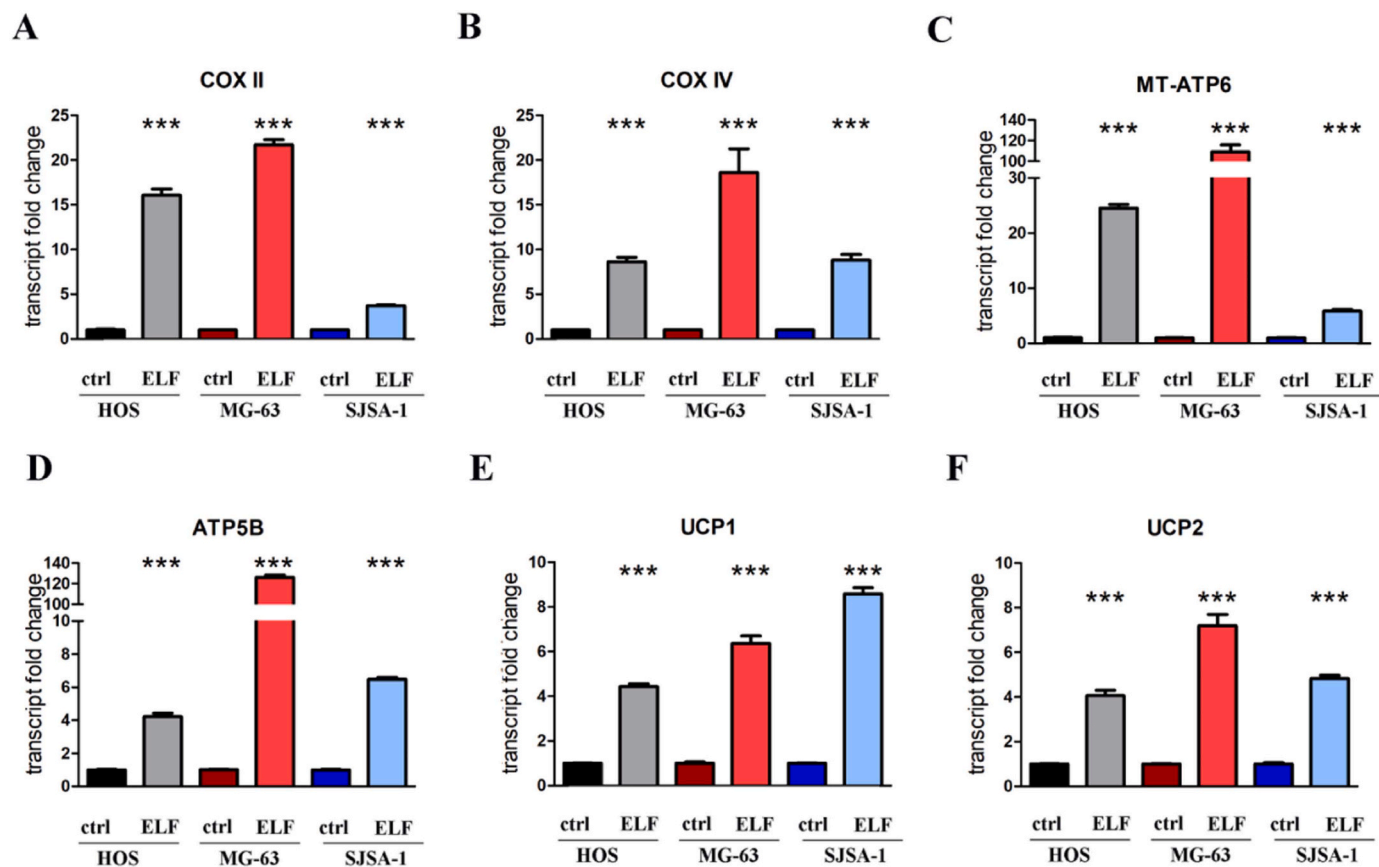 A
COX II
transcript fold change
25
20
15
10
5
0
*** *** ***
ctrl ELF ctrl ELF ctrl ELF
HOS MG-63 SJSA-1
B
COX IV
transcript fold change
25
20
15
10
5
0
*** *** ***
ctrl ELF ctrl ELF ctrl ELF
HOS MG-63 SJSA-1
C
MT-ATP6
transcript fold change
140
120
100
30
20
10
0
*** *** ***
ctrl ELF ctrl ELF ctrl ELF
HOS MG-63 SJSA-1
D
ATP5B
transcript fold change
140
120
100
10
8
6
4
2
0
*** *** ***
ctrl ELF ctrl ELF ctrl ELF
HOS MG-63 SJSA-1
E
UCP1
transcript fold change
10
8
6
4
2
0
*** *** ***
ctrl ELF ctrl ELF ctrl ELF
HOS MG-63 SJSA-1
F
UCP2
transcript fold change
10
8
6
4
2
0
*** *** ***
ctrl ELF ctrl ELF ctrl ELF
HOS MG-63 SJSA-1